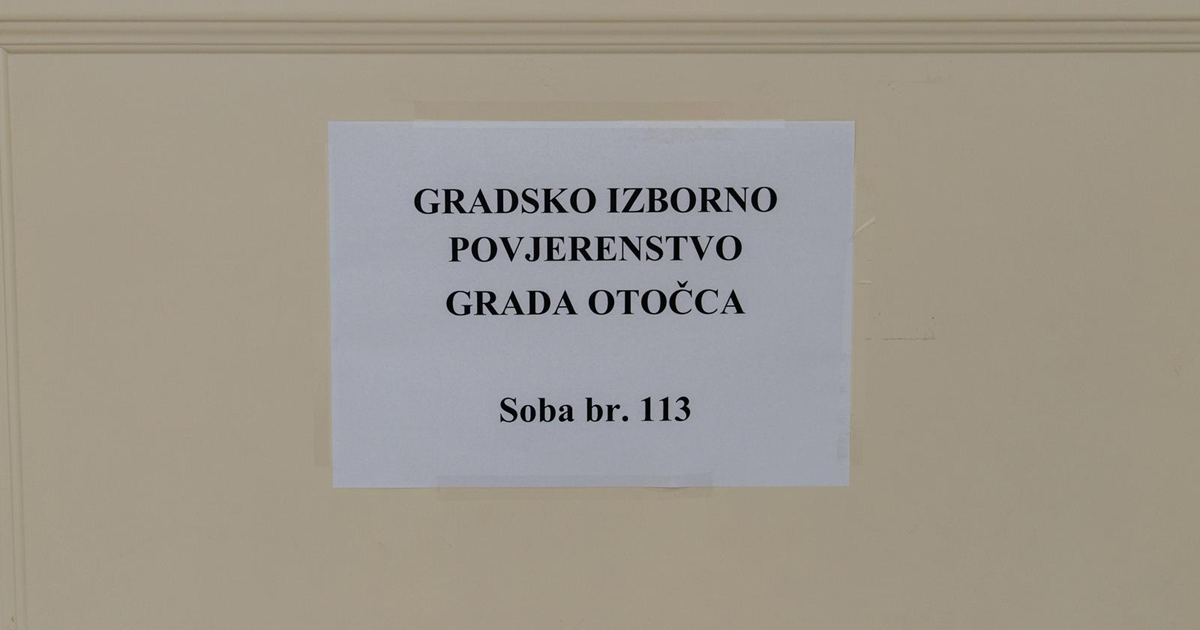 GRADSKO IZBORNO
POVJERENSTVO
GRADA OTOČCA
Soba br. 113